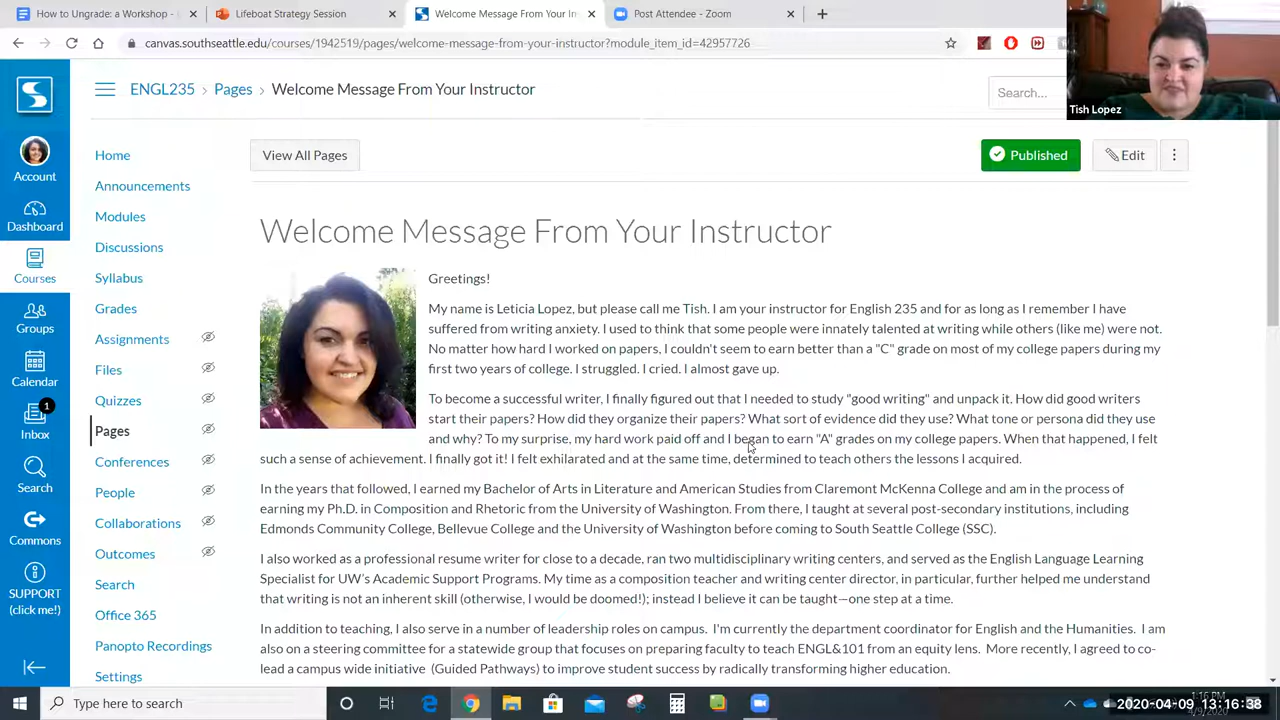 How to Ungrade: a Workshop -
Lifeboat Strategy Session
Welcome Message From Your In
Post Attendee - Zoom
canvas.southseattle.edu/courses/1942519/pages/welcome-message-from-your-instructor?module_item_id=42957726
Tish Lopez
ENGL235 › Pages › Welcome Message From Your Instructor
Search...
Account
Dashboard
Courses
Groups
Calendar
1
Inbox
Search
Commons
SUPPORT
(click me!)
Home
Announcements
Modules
Discussions
Syllabus
Grades
Assignments
Files
Quizzes
Pages
Conferences
People
Collaborations
Outcomes
Search
Office 365
Panopto Recordings
Settings
View All Pages
Published
Edit
Welcome Message From Your Instructor
Greetings!
My name is Leticia Lopez, but please call me Tish. I am your instructor for English 235 and for as long as I remember I have
suffered from writing anxiety. I used to think that some people were innately talented at writing while others (like me) were not.
No matter how hard I worked on papers, I couldn't seem to earn better than a "C" grade on most of my college papers during my
first two years of college. I struggled. I cried. I almost gave up.
To become a successful writer, I finally figured out that I needed to study "good writing" and unpack it. How did good writers
start their papers? How did they organize their papers? What sort of evidence did they use? What tone or persona did they use
and why? To my surprise, my hard work paid off and I began to earn "A" grades on my college papers. When that happened, I felt
such a sense of achievement. I finally got it! I felt exhilarated and at the same time, determined to teach others the lessons I acquired.
In the years that followed, I earned my Bachelor of Arts in Literature and American Studies from Claremont McKenna College and am in the process of
earning my Ph.D. in Composition and Rhetoric from the University of Washington. From there, I taught at several post-secondary institutions, including
Edmonds Community College, Bellevue College and the University of Washington before coming to South Seattle College (SSC).
I also worked as a professional resume writer for close to a decade, ran two multidisciplinary writing centers, and served as the English Language Learning
Specialist for UW's Academic Support Programs. My time as a composition teacher and writing center director, in particular, further helped me understand
that writing is not an inherent skill (otherwise, I would be doomed!); instead I believe it can be taught—one step at a time.
In addition to teaching, I also serve in a number of leadership roles on campus. I'm currently the department coordinator for English and the Humanities. I am
also on a steering committee for a statewide group that focuses on preparing faculty to teach ENGL&101 from an equity lens. More recently, I agreed to co-
lead a campus wide initiative (Guided Pathways) to improve student success by radically transforming higher education.
Type here to search
1:16 PM
2020-04-09 13:16:38
4/9/2020